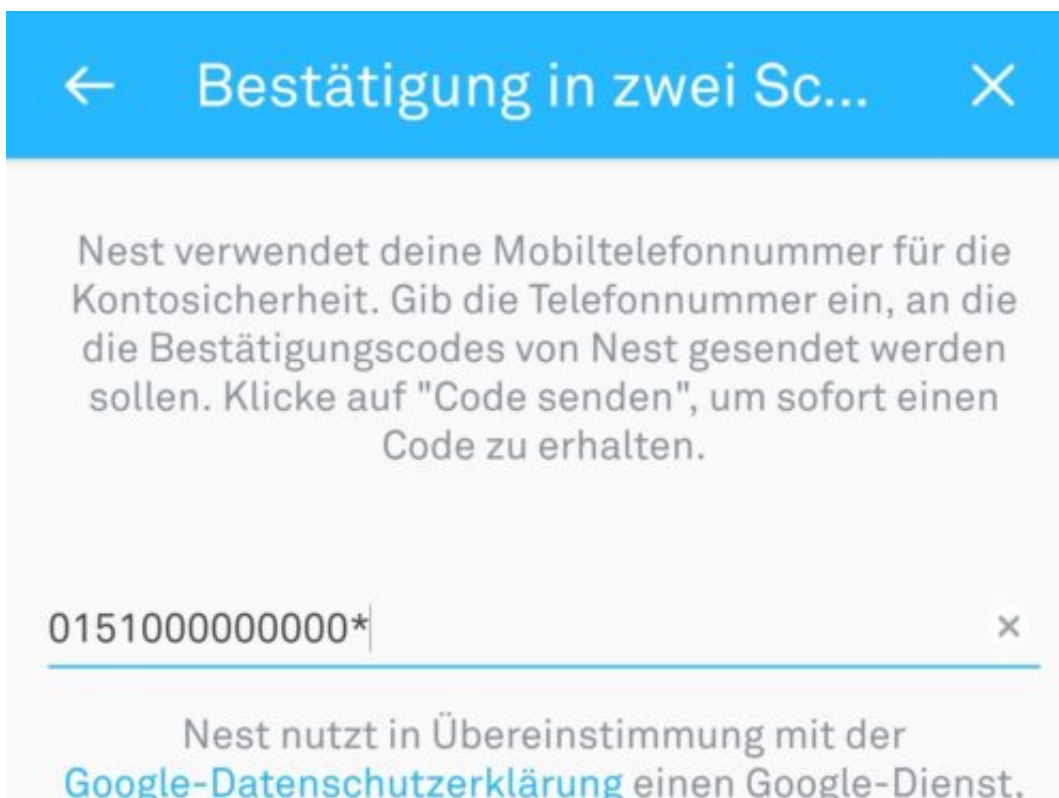 Bestätigung in zwei Sc...
Nest verwendet deine Mobiltelefonnummer für die
Kontosicherheit. Gib die Telefonnummer ein, an die
die Bestätigungscodes von Nest gesendet werden
sollen. Klicke auf "Code senden", um sofort einen
Code zu erhalten.
0151000000000*
Nest nutzt in Übereinstimmung mit der
Google-Datenschutzerklärung einen Google-Dienst,